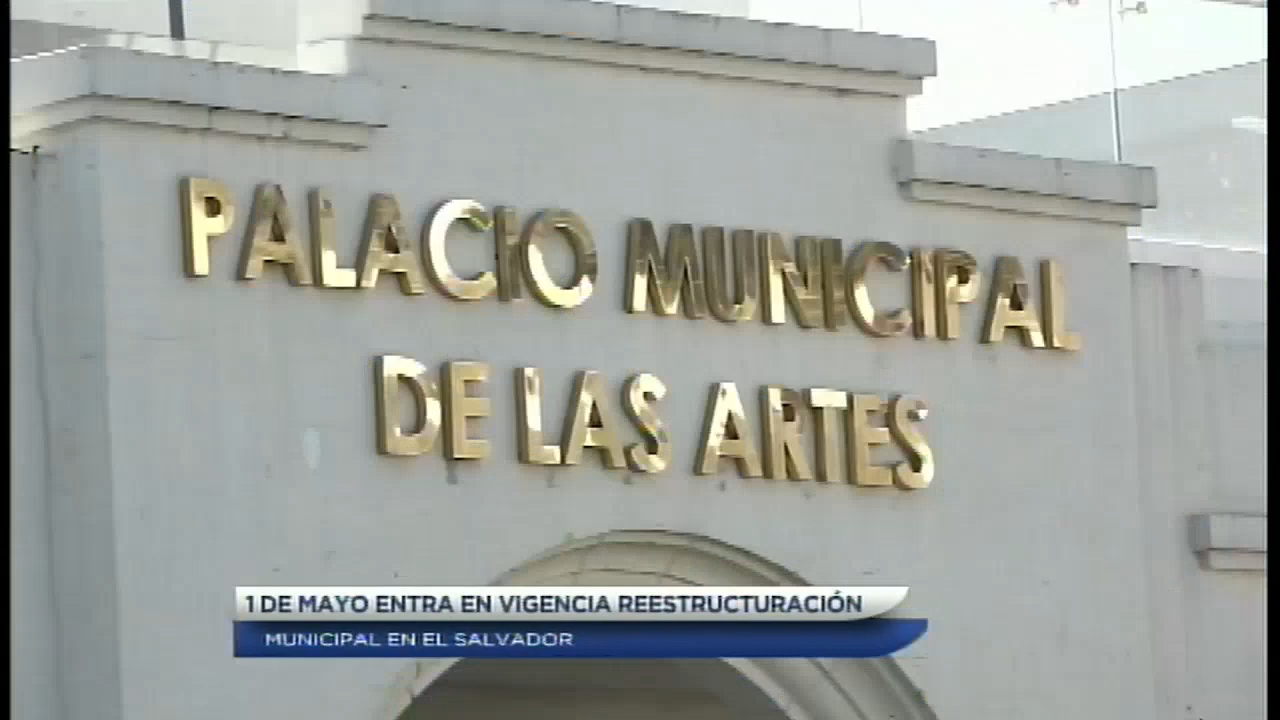 PALACIO MUNICIPAL
DE LAS ARTES
1 DE MAYO ENTRA EN VIGENCIA REESTRUCTURACIÓN
MUNICIPAL EN EL SALVADOR